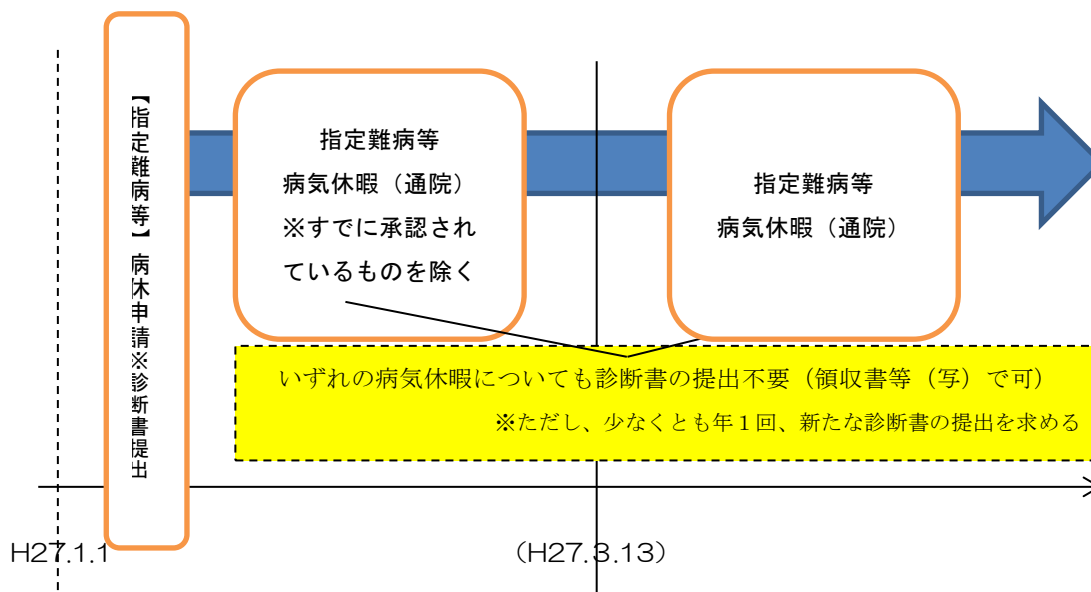 【指定難病等】病休申請※診断書提出
指定難病等
病気休暇（通院）
※すでに承認され
ているものを除く
指定難病等
病気休暇（通院）
いずれの病気休暇についても診断書の提出不要（領収書等（写）で可）
※ただし、少なくとも年１回、新たな診断書の提出を求める
H27.1.1
（H27.3.13）